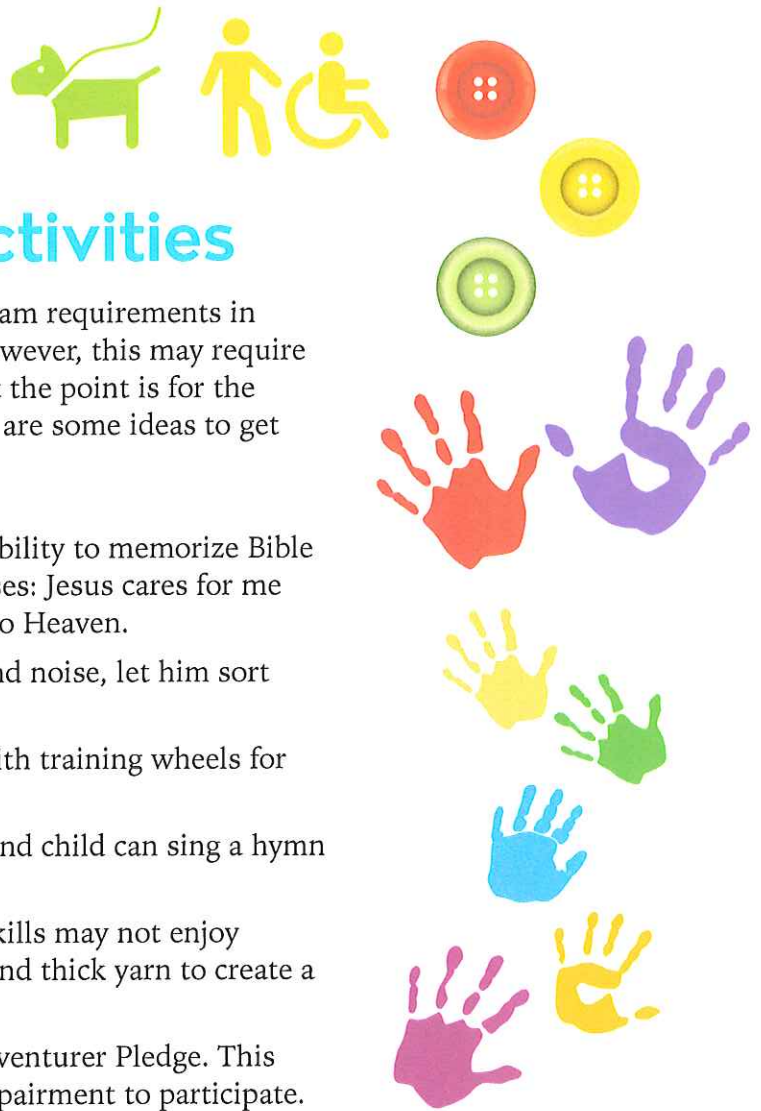 ctivities
am requirements in
wever, this may require
the point is for the
are some ideas to get
bility to memorize Bible
ses: Jesus cares for me
o Heaven.
nd noise, let him sort
ith training wheels for
nd child can sing a hymn
kills may not enjoy
nd thick yarn to create a
venturer Pledge. This
pairment to participate.